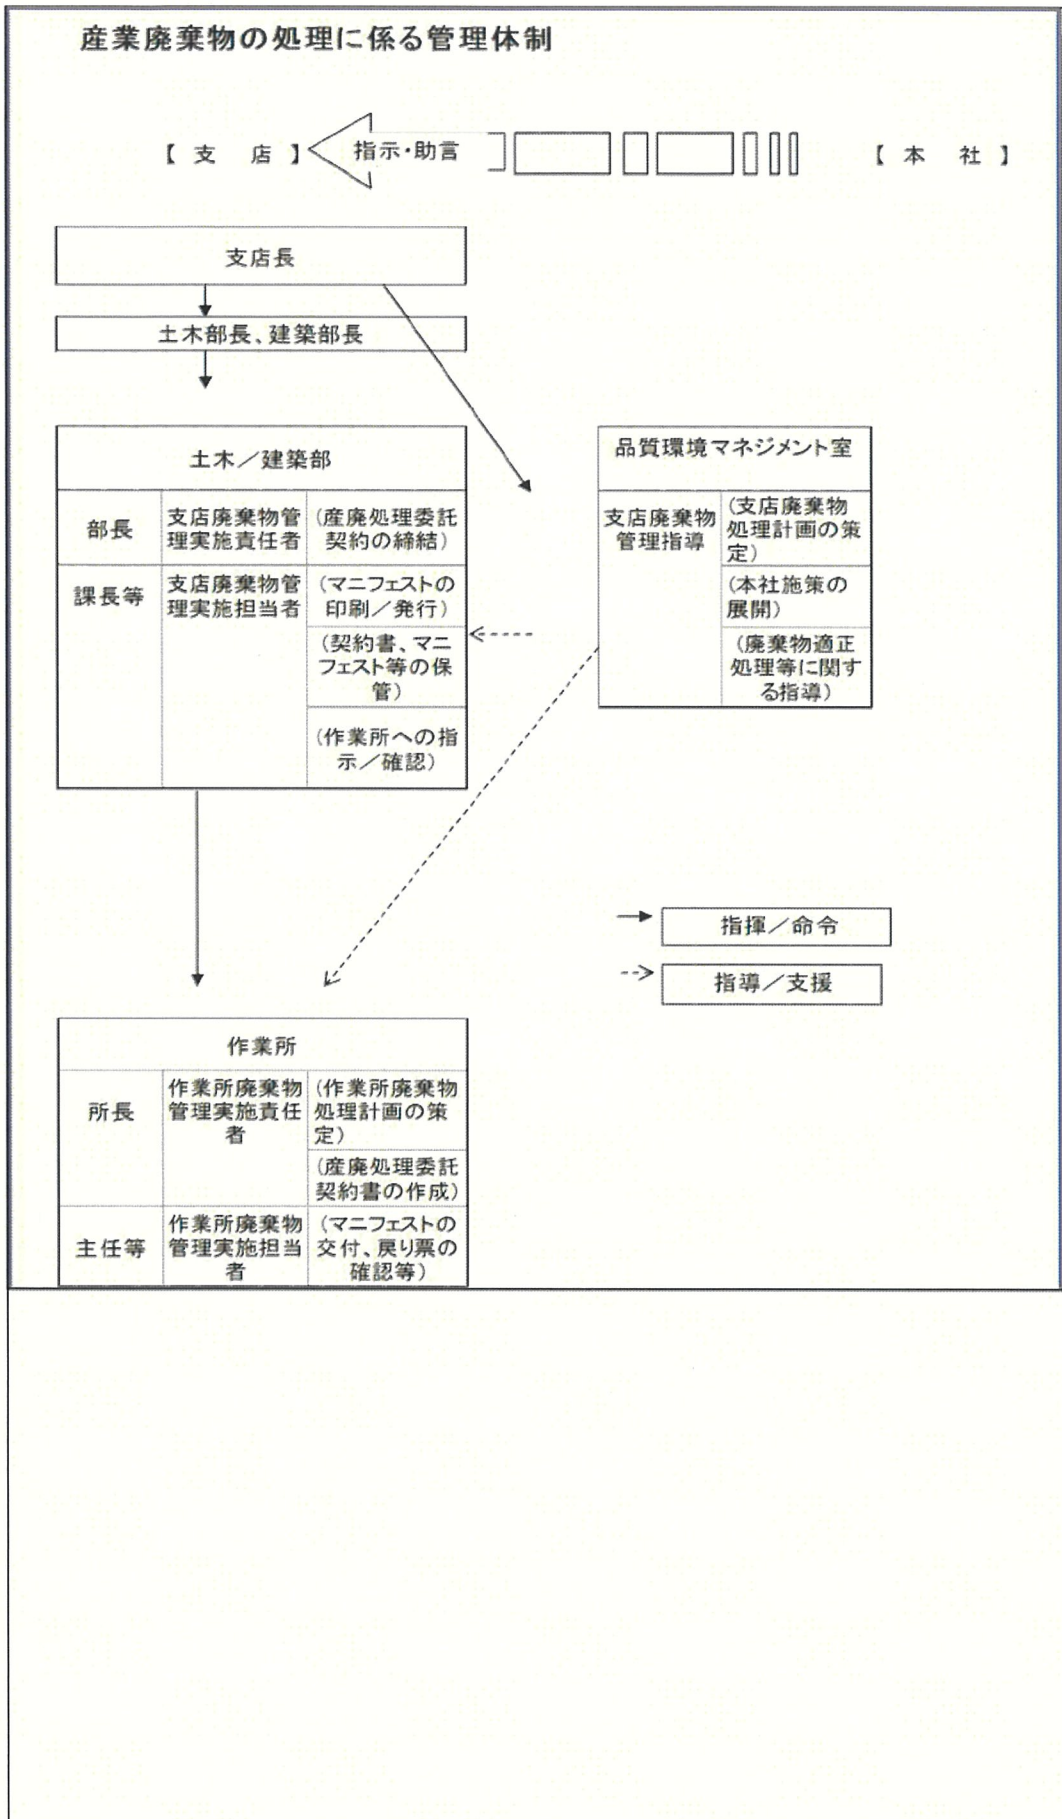 産業廃棄物の処理に係る管理体制
【 支 店 】
指示・助言
【 本 社 】
支店長
土木部長、建築部長
土木／建築部
部長
支店廃棄物管
理実施責任者
(産廃処理委託
契約の締結)
課長等
支店廃棄物管
理実施担当者
(マニフェストの
印刷／発行)
(契約書、マニ
フェスト等の保
管)
(作業所への指
示／確認)
品質環境マネジメント室
支店廃棄物
管理指導
(支店廃棄物
処理計画の策
定)
(本社施策の
展開)
(廃棄物適正
処理等に関す
る指導)
指揮／命令
指導／支援
作業所
所長
作業所廃棄物
管理実施責任
者
(作業所廃棄物
処理計画の策
定)
(産廃処理委託
契約書の作成)
主任等
作業所廃棄物
管理実施担当
者
(マニフェストの
交付、戻り票の
確認等)